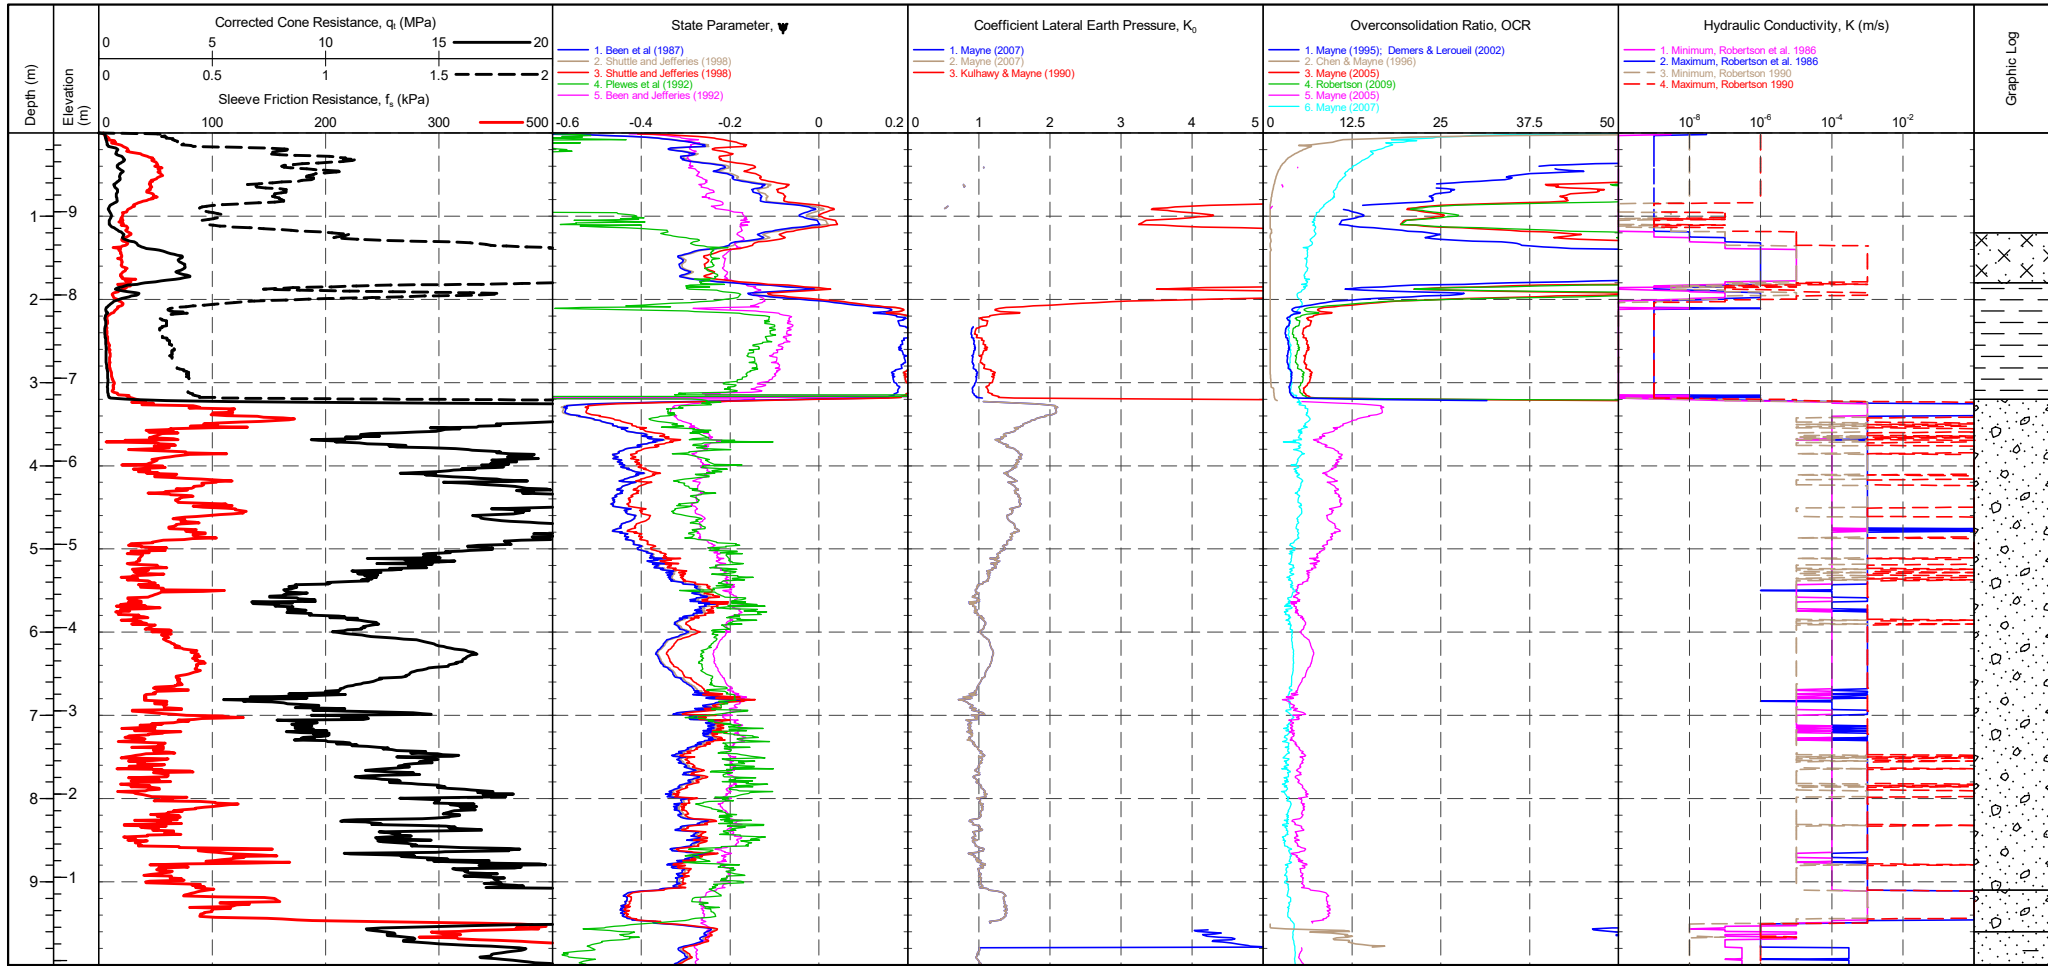 Corrected Cone Resistance, qt (MPa)
0 5 10 15 20
0 0.5 1 1.5 2
Sleeve Friction Resistance, fs (kPa)
0 100 200 300 500
Depth (m)
Elevation (m)
State Parameter, ψ
1. Been et al (1987)
2. Shuttle and Jefferies (1998)
3. Shuttle and Jefferies (1998)
4. Plewes et al (1992)
5. Been and Jefferies (1992)
-0.6 -0.4 -0.2 0 0.2
Coefficient Lateral Earth Pressure, K0
1. Mayne (2007)
2. Mayne (2007)
3. Kulhawy & Mayne (1990)
0 1 2 3 4 5
Overconsolidation Ratio, OCR
1. Mayne (1995); Demers & Leroueil (2002)
2. Chen & Mayne (1996)
3. Mayne (2005)
4. Robertson (2009)
5. Mayne (2005)
6. Mayne (2007)
0 12.5 25 37.5 50
Hydraulic Conductivity, K (m/s)
1. Minimum, Robertson et al. 1986
2. Maximum, Robertson et al. 1986
3. Minimum, Robertson 1990
4. Maximum, Robertson 1990
10-8 10-6 10-4 10-2
Graphic Log
1 9
2 8
3 7
4 6
5 5
6 4
7 3
8 2
9 1